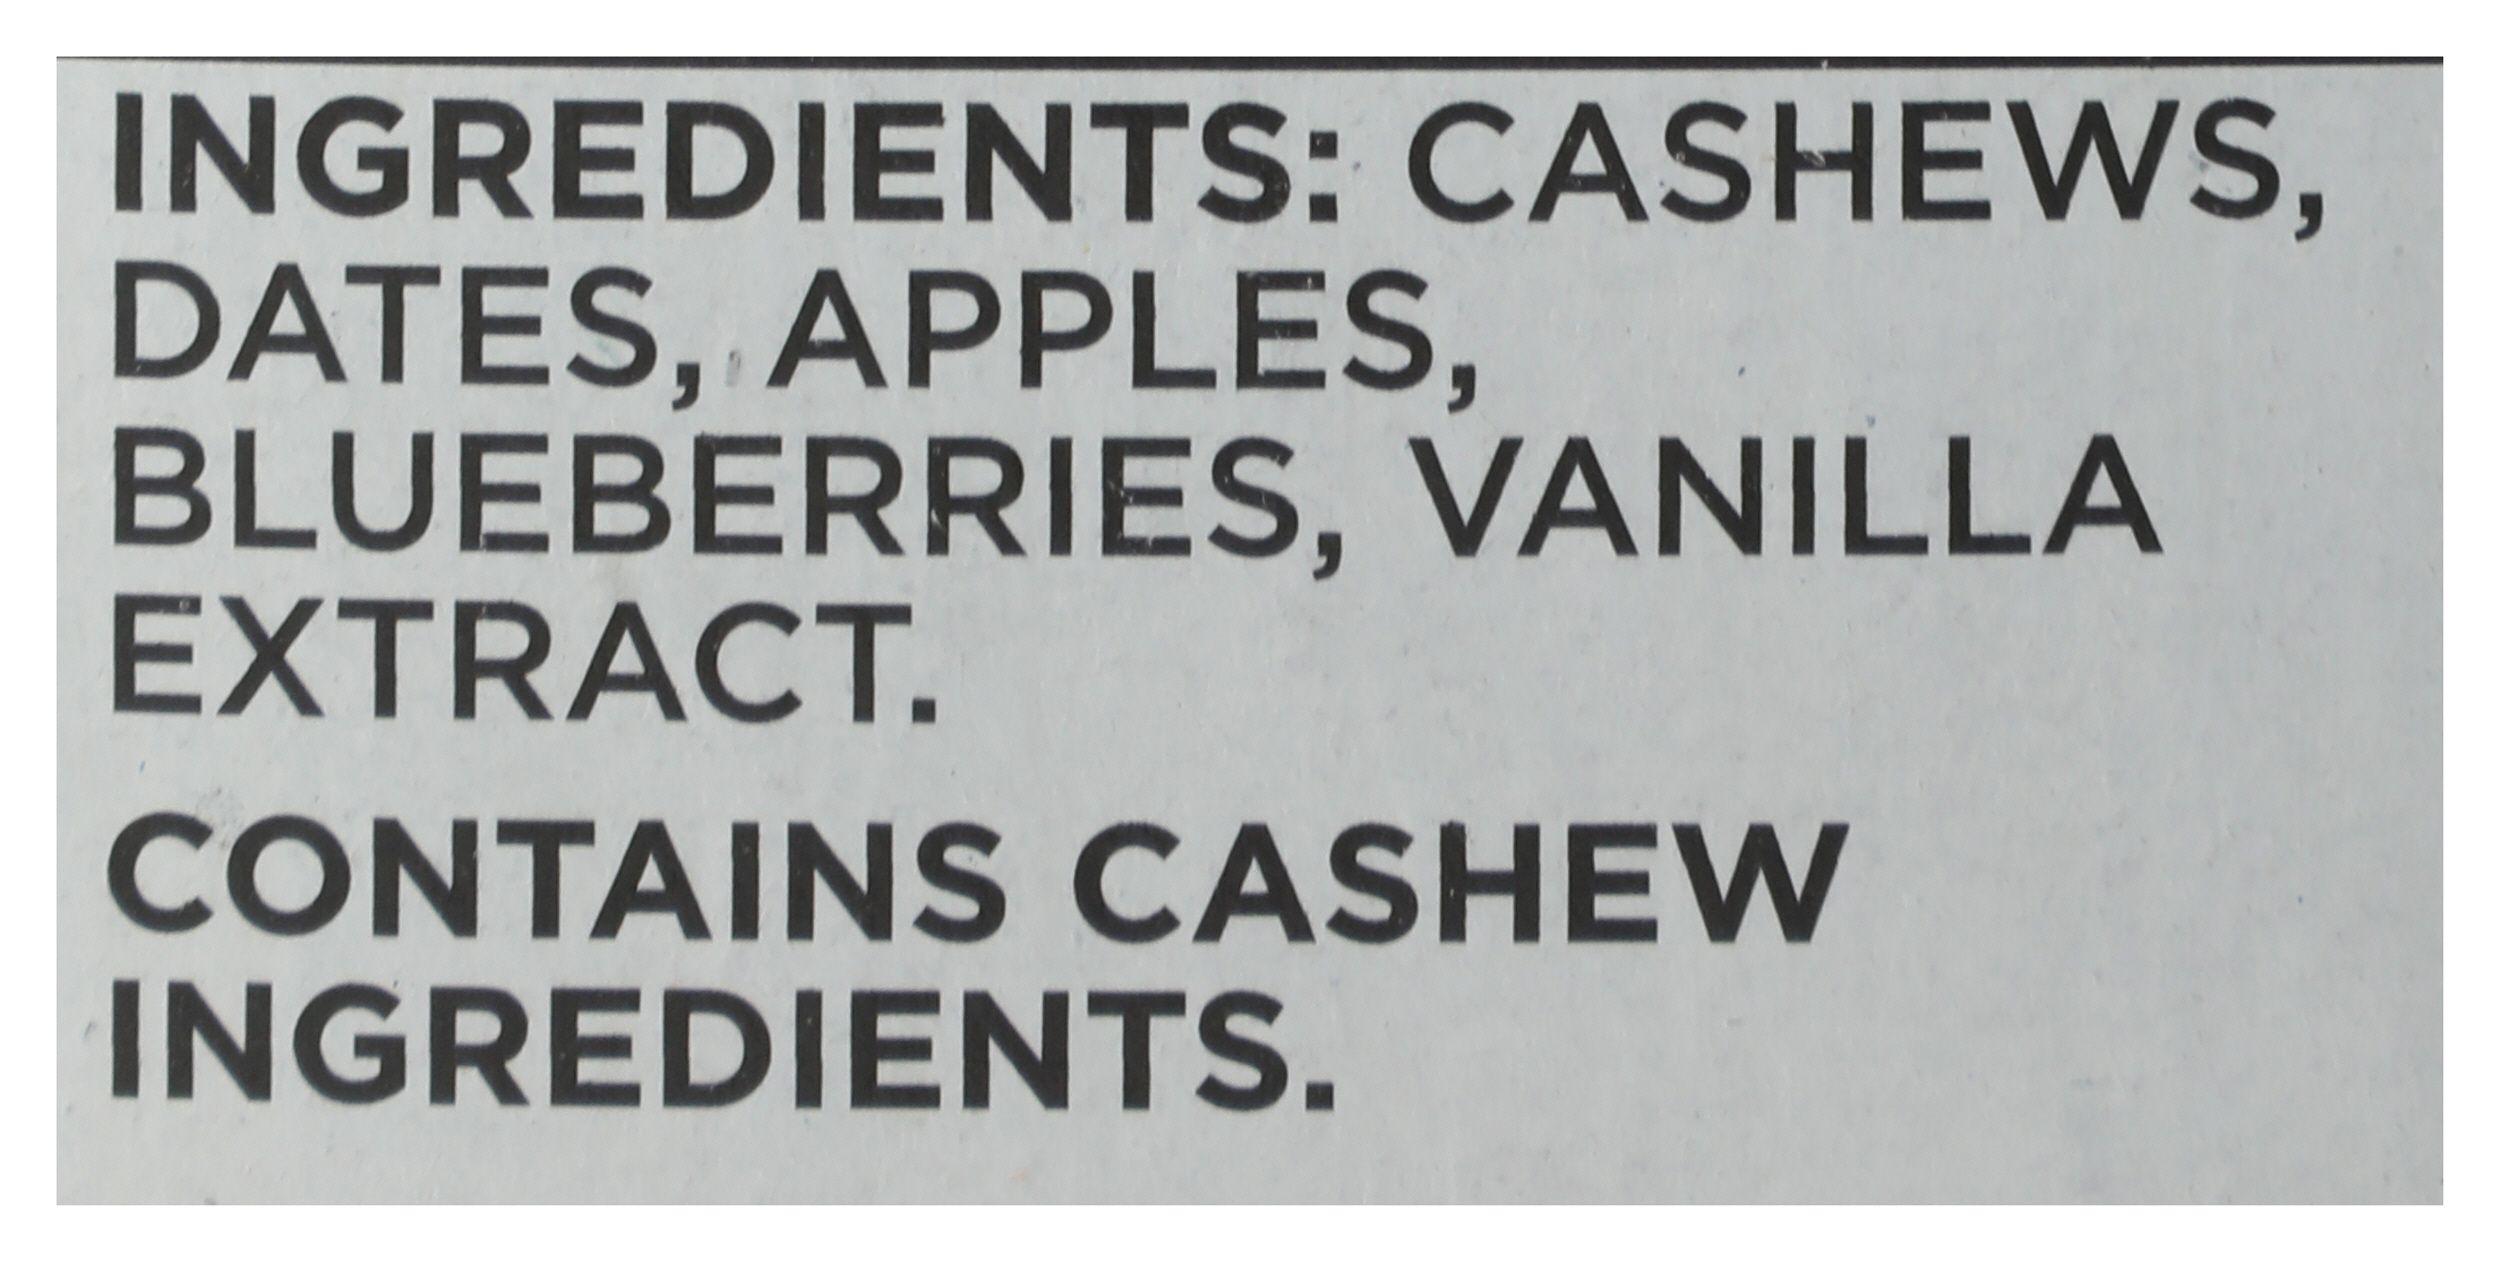 INGREDIENTS: CASHEWS,
DATES, APPLES,
BLUEBERRIES, VANILLA
EXTRACT.
CONTAINS CASHEW
INGREDIENTS.